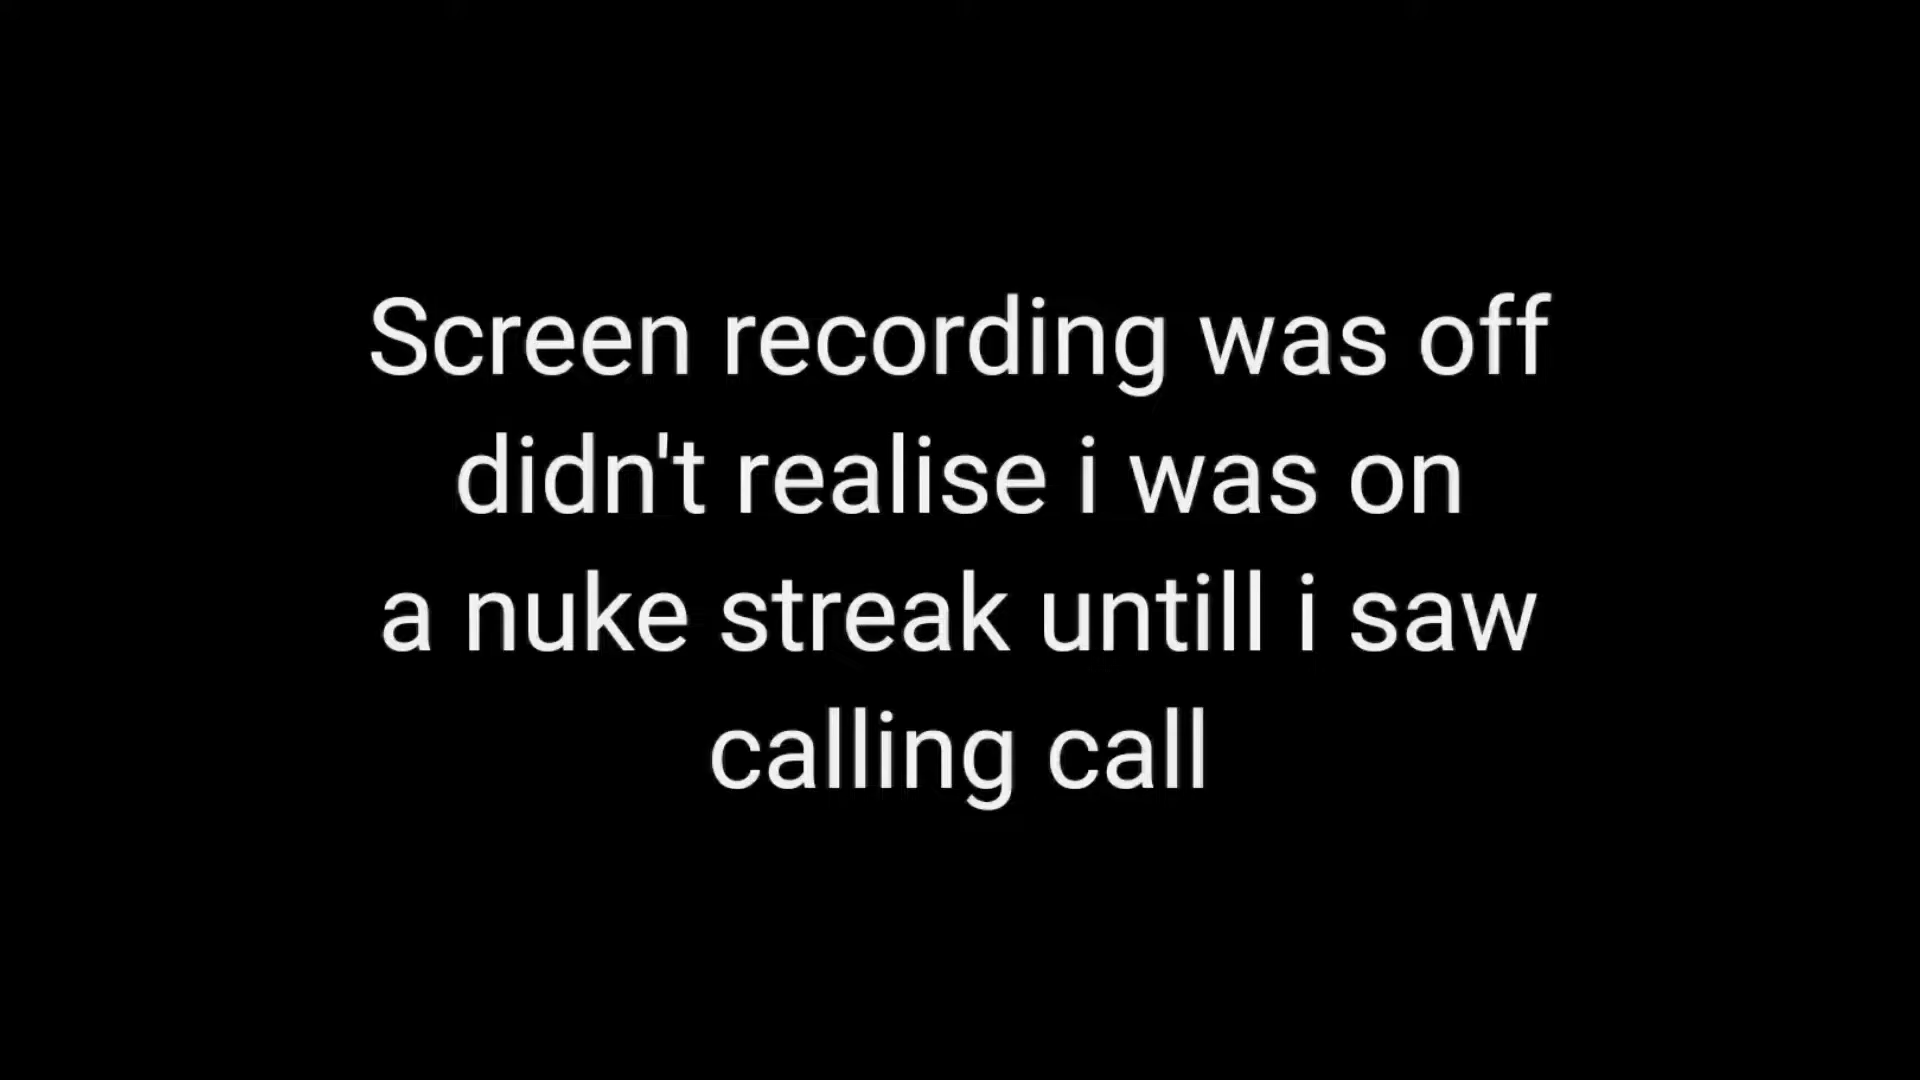 Screen recording was off
didn't realise i was on
a nuke streak untill i saw
calling call